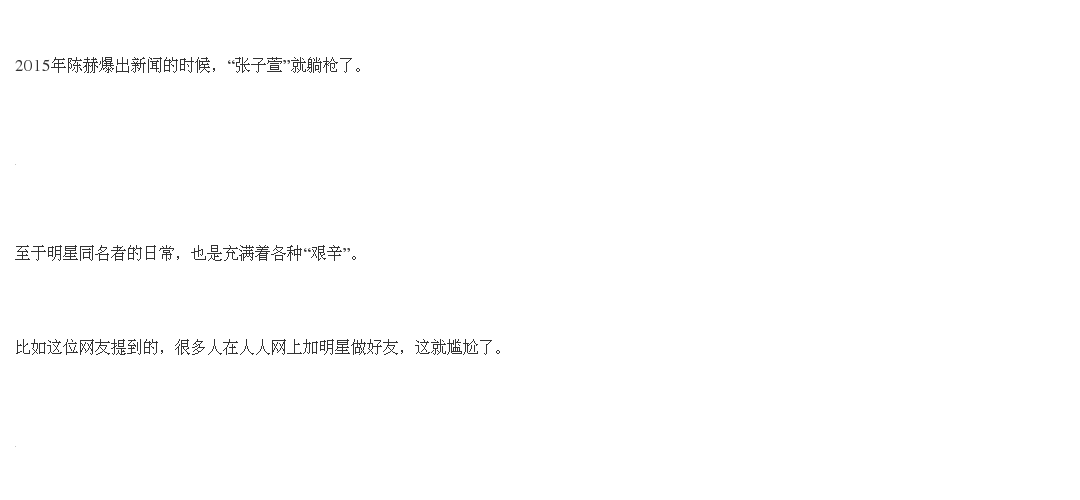 2015年陈赫爆出新闻的时候，“张子萱”就躺枪了。
至于明星同名者的日常，也是充满着各种“艰辛”。
比如这位网友提到的，很多人在人人网上加明星做好友，这就尴尬了。